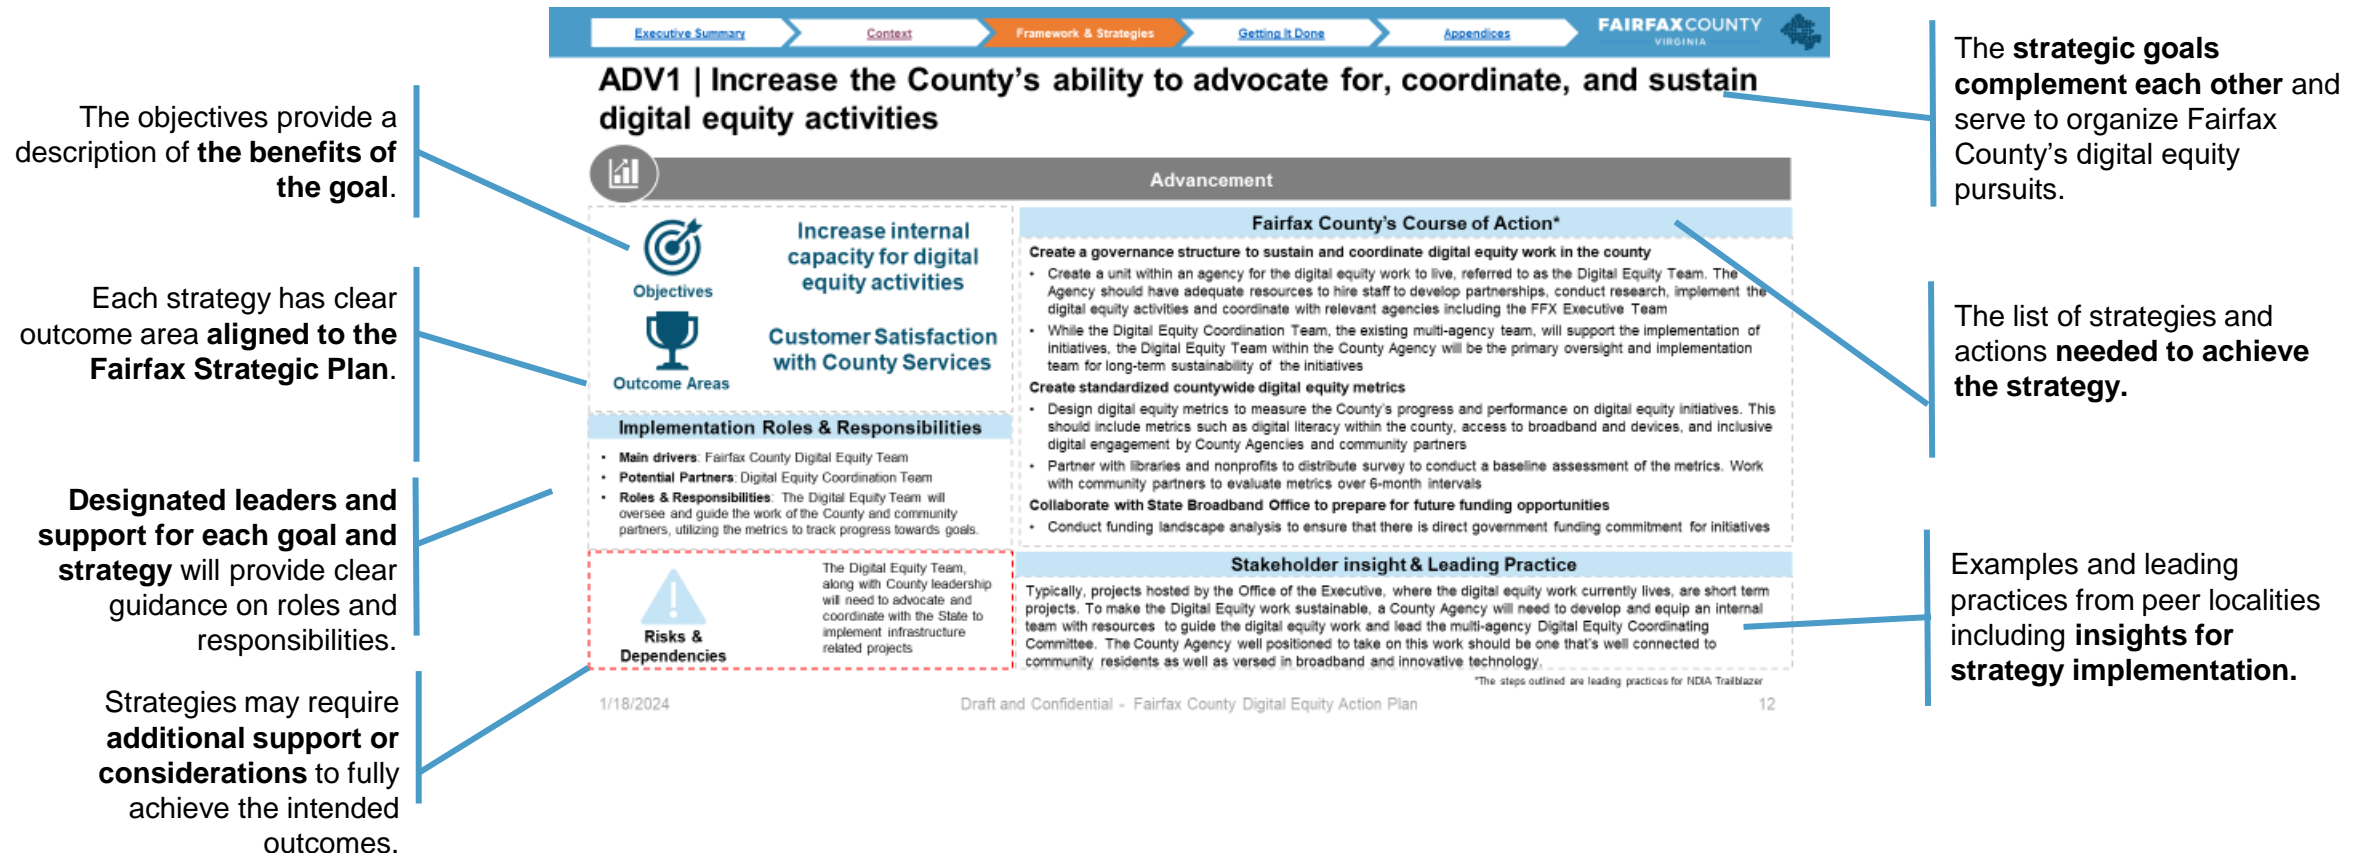 Executive Summary
Context
Framework & Strategies
Getting It Done
Appendices
FAIRFAX COUNTY
VIRGINIA
ADV1 | Increase the County's ability to advocate for, coordinate, and sustain
digital equity activities
Advancement
The objectives provide a
description of the benefits of
the goal.
Each strategy has clear
outcome area aligned to the
Fairfax Strategic Plan.
Designated leaders and
support for each goal and
strategy will provide clear
guidance on roles and
responsibilities.
Strategies may require
additional support or
considerations to fully
achieve the intended
outcomes.
Objectives
Increase internal
capacity for digital
equity activities
Outcome Areas
Customer Satisfaction
with County Services
Implementation Roles & Responsibilities
• Main drivers: Fairfax County Digital Equity Team
• Potential Partners: Digital Equity Coordination Team
• Roles & Responsibilities: The Digital Equity Team will
oversee and guide the work of the County and community
partners, utilizing the metrics to track progress towards goals.
Risks &
Dependencies
The Digital Equity Team,
along with County leadership
will need to advocate and
coordinate with the State to
implement infrastructure
related projects
Fairfax County's Course of Action*
Create a governance structure to sustain and coordinate digital equity work in the county
• Create a unit within an agency for the digital equity work to live, referred to as the Digital Equity Team. The
Agency should have adequate resources to hire staff to develop partnerships, conduct research, implement the
digital equity activities and coordinate with relevant agencies including the FFX Executive Team
• While the Digital Equity Coordination Team, the existing multi-agency team, will support the implementation of
initiatives, the Digital Equity Team within the County Agency will be the primary oversight and implementation
team for long-term sustainability of the initiatives
Create standardized countywide digital equity metrics
• Design digital equity metrics to measure the County's progress and performance on digital equity initiatives. This
should include metrics such as digital literacy within the county, access to broadband and devices, and inclusive
digital engagement by County Agencies and community partners
• Partner with libraries and nonprofits to distribute survey to conduct a baseline assessment of the metrics. Work
with community partners to evaluate metrics over 6-month intervals
Collaborate with State Broadband Office to prepare for future funding opportunities
• Conduct funding landscape analysis to ensure that there is direct government funding commitment for initiatives
Stakeholder insight & Leading Practice
Typically, projects hosted by the Office of the Executive, where the digital equity work currently lives, are short term
projects. To make the Digital Equity work sustainable, a County Agency will need to develop and equip an internal
team with resources to guide the digital equity work and lead the multi-agency Digital Equity Coordinating
Committee. The County Agency well positioned to take on this work should be one that's well connected to
community residents as well as versed in broadband and innovative technology.
*The steps outlined are leading practices for NDIA Trailblazer
1/18/2024
Draft and Confidential - Fairfax County Digital Equity Action Plan
12
The strategic goals
complement each other and
serve to organize Fairfax
County's digital equity
pursuits.
The list of strategies and
actions needed to achieve
the strategy.
Examples and leading
practices from peer localities
including insights for
strategy implementation.